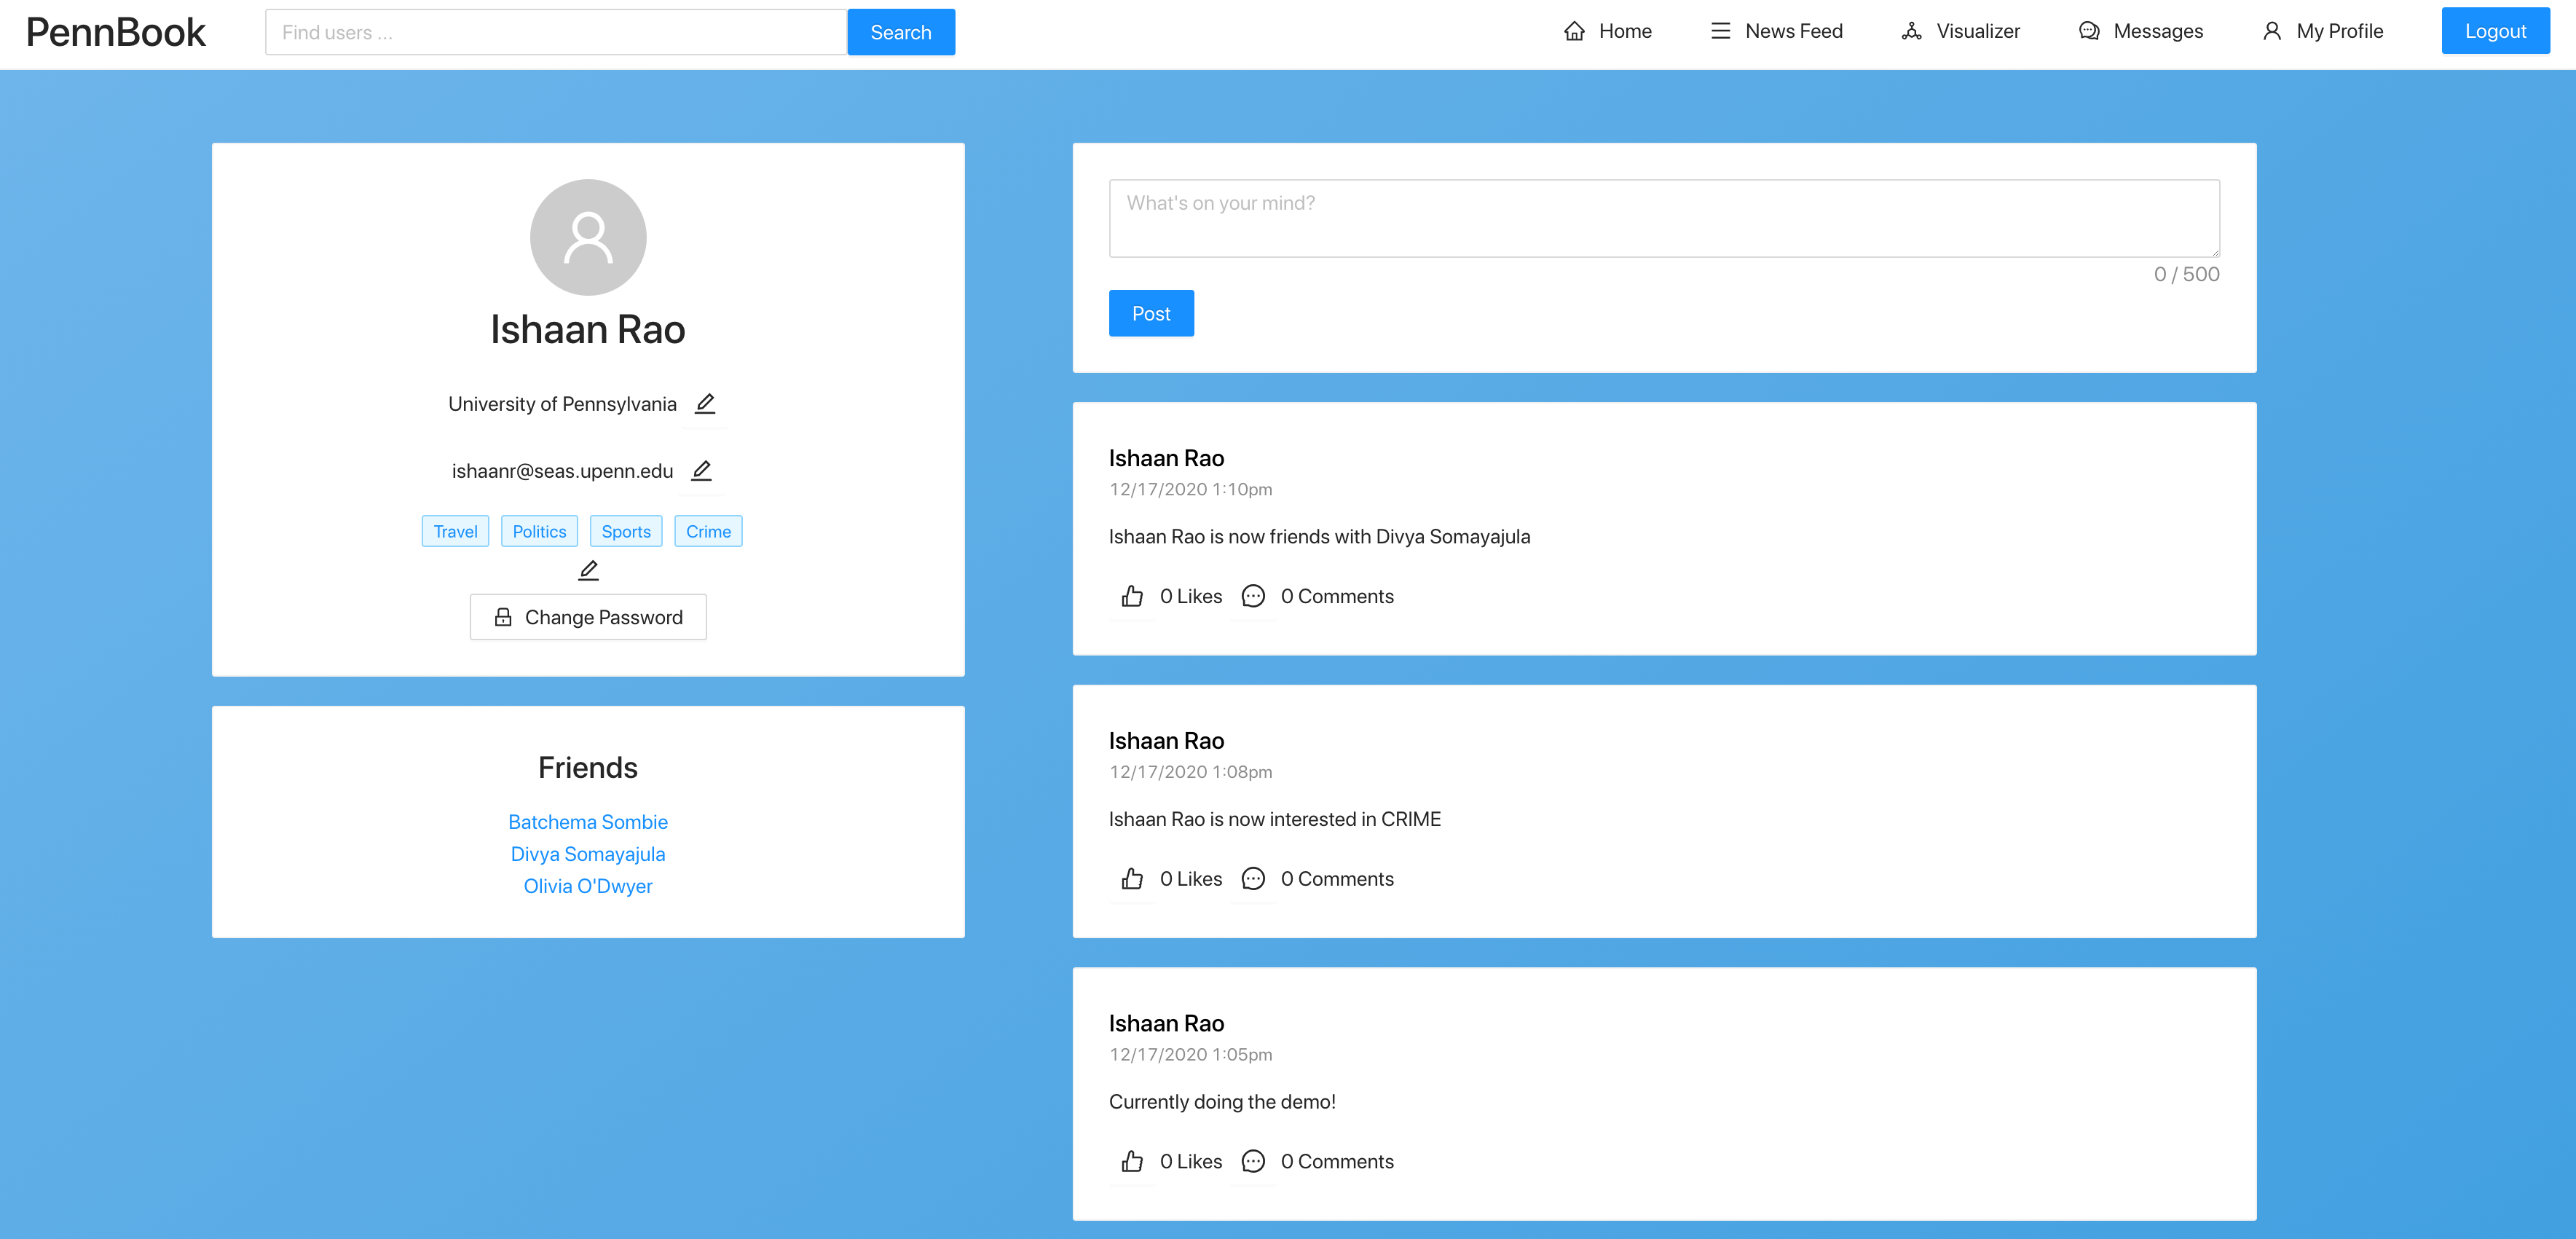 PennBook
Find users ...
Search
Home
News Feed
Visualizer
Messages
My Profile
Logout
Ishaan Rao
University of Pennsylvania
ishaanr@seas.upenn.edu
Travel Politics Sports Crime
Change Password
Friends
Batchema Sombie
Divya Somayajula
Olivia O'Dwyer
What's on your mind?
0 / 500
Post
Ishaan Rao
12/17/2020 1:10pm
Ishaan Rao is now friends with Divya Somayajula
0 Likes 0 Comments
Ishaan Rao
12/17/2020 1:08pm
Ishaan Rao is now interested in CRIME
0 Likes 0 Comments
Ishaan Rao
12/17/2020 1:05pm
Currently doing the demo!
0 Likes 0 Comments